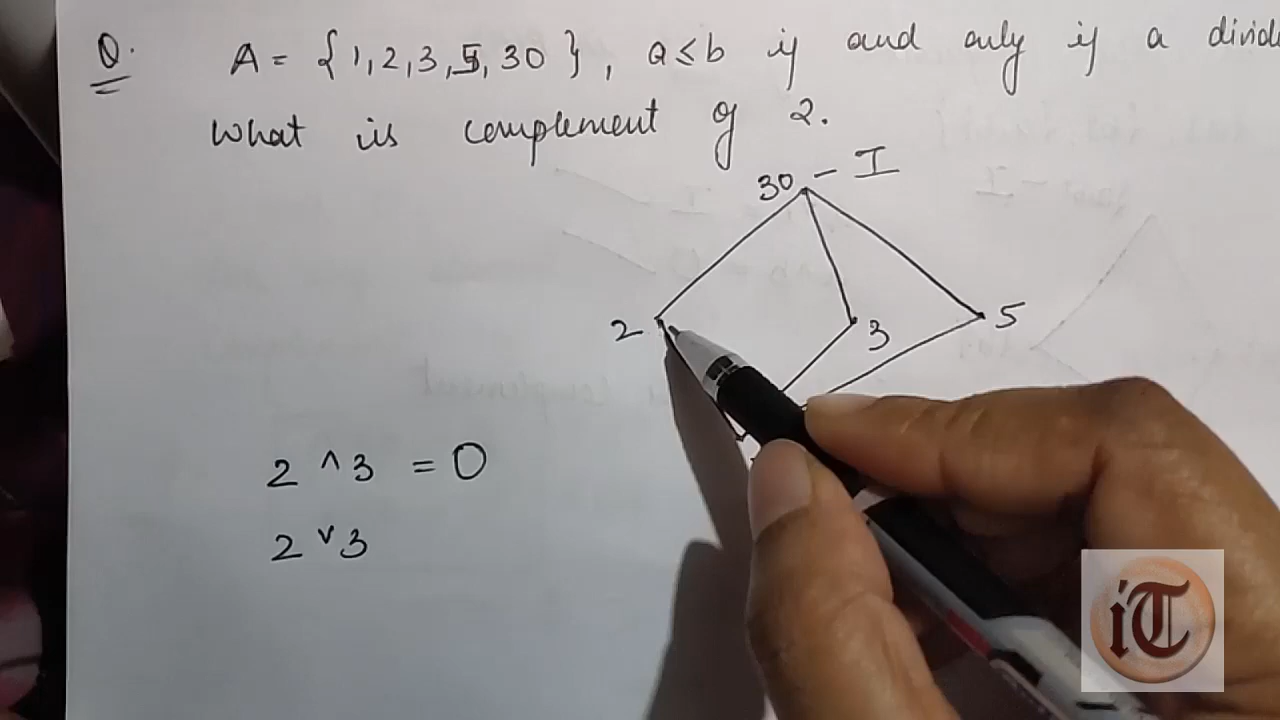 Q. A = {1,2,3,5,30}, a≤b if and only if a divid
What is complement of 2.
30 - I
2
3
5
2 ^ 3 = 0
2 v 3
iT